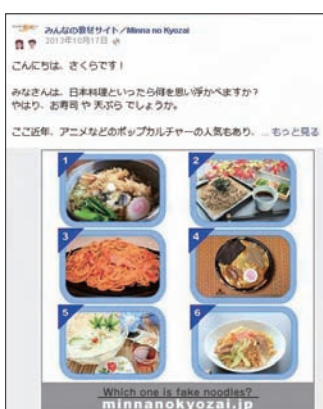 みんなの教材サイト／Minna no Kyozai
2013年10月17日
こんにちは、さくらです！
みなさんは、日本料理といったら何を思い浮かべますか？
やはり、お寿司 や 天ぷら でしょうか。
ここ近年、アニメなどのポップカルチャーの人気もあり、... もっと見る
1
2
3
4
5
6
Which one is fake noodles?
minnanokyozai.jp